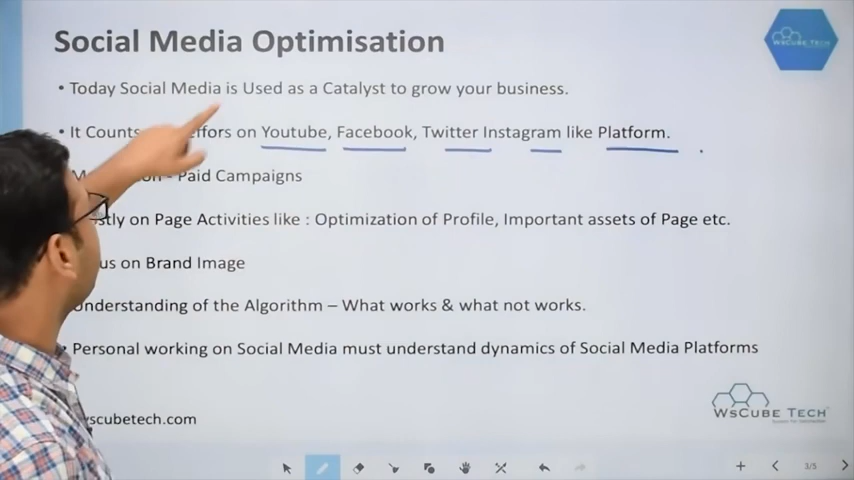 Social Media Optimisation
WsCube Tech
• Today Social Media is Used as a Catalyst to grow your business.
• It Counts on Youtube, Facebook, Twitter Instagram like Platform.
- Paid Campaigns
on Page Activities like : Optimization of Profile, Important assets of Page etc.
on Brand Image
Understanding of the Algorithm – What works & what not works.
• Personal working on Social Media must understand dynamics of Social Media Platforms
WsCube Tech
wscubetech.com
3/5